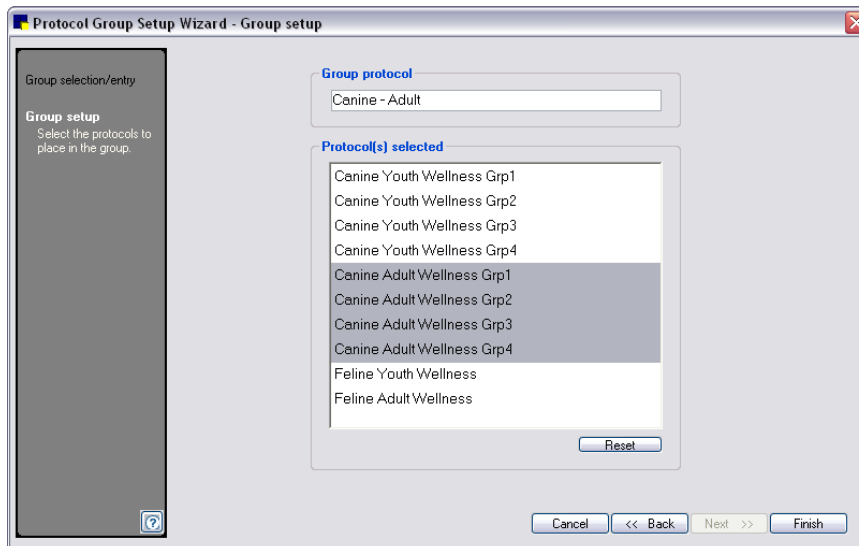 Protocol Group Setup Wizard - Group setup
Group selection/entry
Group setup
Select the protocols to
place in the group.
Group protocol
Canine - Adult
Protocol(s) selected
Canine Youth Wellness Grp1
Canine Youth Wellness Grp2
Canine Youth Wellness Grp3
Canine Youth Wellness Grp4
Canine Adult Wellness Grp1
Canine Adult Wellness Grp2
Canine Adult Wellness Grp3
Canine Adult Wellness Grp4
Feline Youth Wellness
Feline Adult Wellness
Reset
?
Cancel << Back Next >> Finish